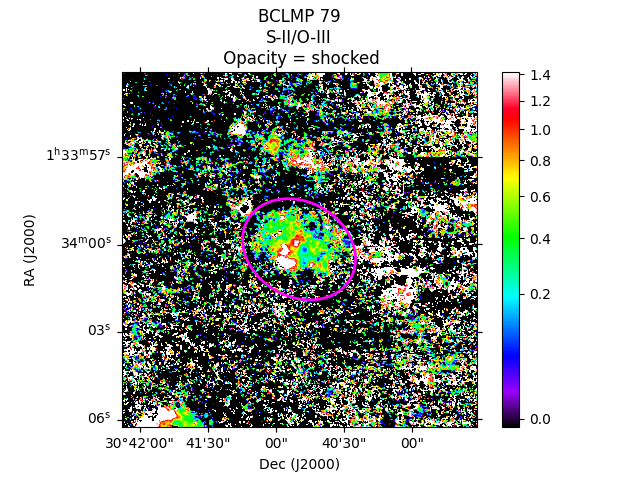 BCLMP 79
S-II/O-III
Opacity = shocked
1ʰ33ᵐ57ˢ
34ᵐ00ˢ
03ˢ
06ˢ
RA (J2000)
30°42'00" 41'30" 00" 40'30" 00"
Dec (J2000)
1.4
1.2
1.0
0.8
0.6
0.4
0.2
0.0